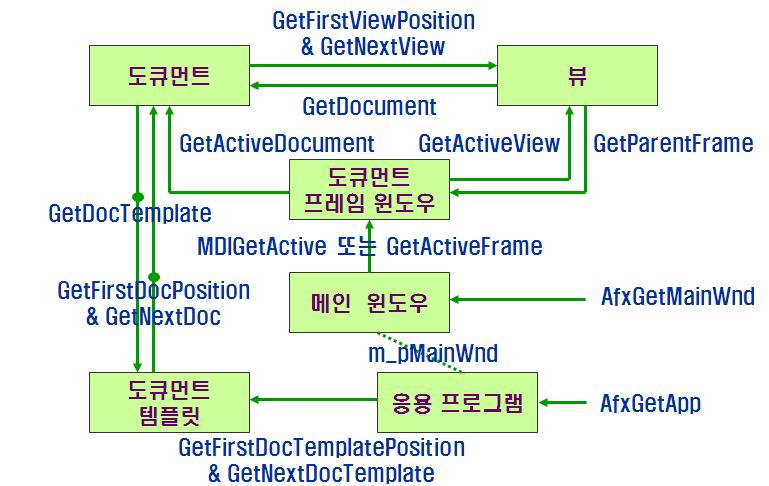 GetFirstViewPosition
& GetNextView
도큐먼트
뷰
GetDocument
GetActiveDocument
GetActiveView
GetParentFrame
도큐먼트
프레임 윈도우
GetDocTemplate
MDIGetActive 또는 GetActiveFrame
GetFirstDocPosition
& GetNextDoc
메인 윈도우
AfxGetMainWnd
m_pMainWnd
도큐먼트
템플릿
응용 프로그램
AfxGetApp
GetFirstDocTemplatePosition
& GetNextDocTemplate